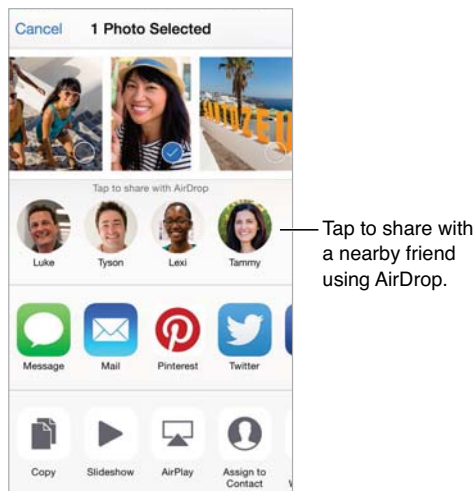 Cancel 1 Photo Selected
Tap to share with AirDrop
Luke Tyson Lexi Tammy
Tap to share with
a nearby friend
using AirDrop.
Message Mail Pinterest Twitter
Copy Slideshow AirPlay Assign to
Contact